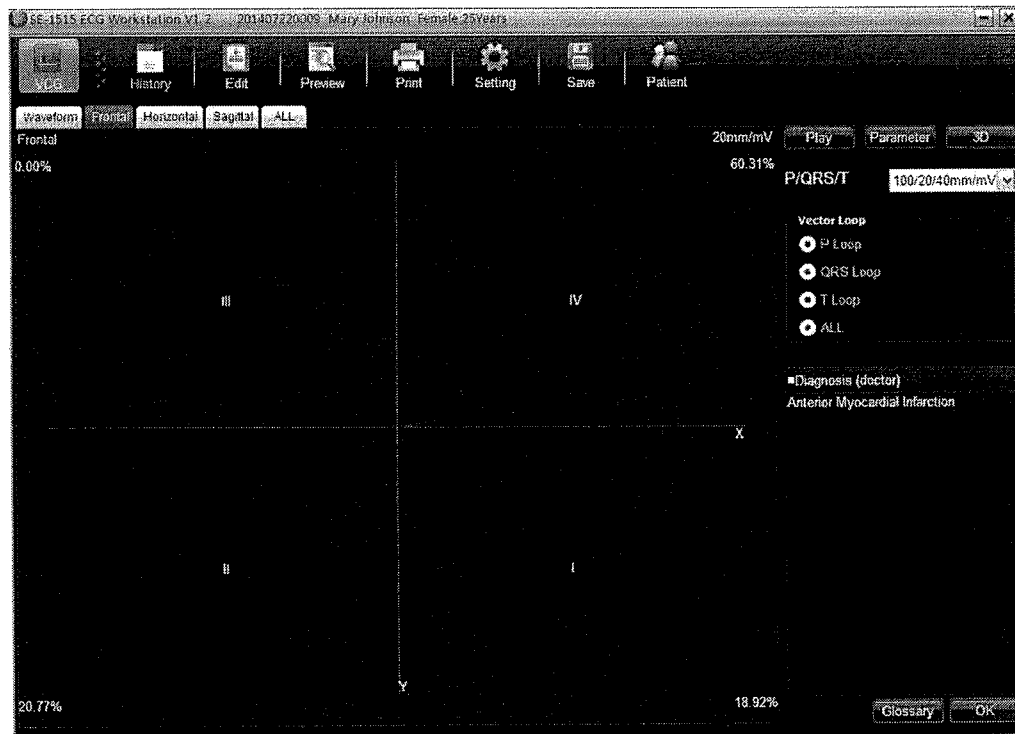 SE-1515 ECG Workstation V1.2 201407220009 Mary Johnson Female 25Years
VCG History Edit Preview Print Setting Save Patient
Waveform Frontal Horizontal Sagittal ALL
Frontal 20mm/mV Play Parameter 3D
0.00% 60.31%
P/QRS/T 100/20/40mm/mV
Vector Loop
P Loop
QRS Loop
T Loop
ALL
III IV
Diagnosis (doctor)
Anterior Myocardial Infarction
X
II I
Y
20.77% 18.92%
Glossary OK